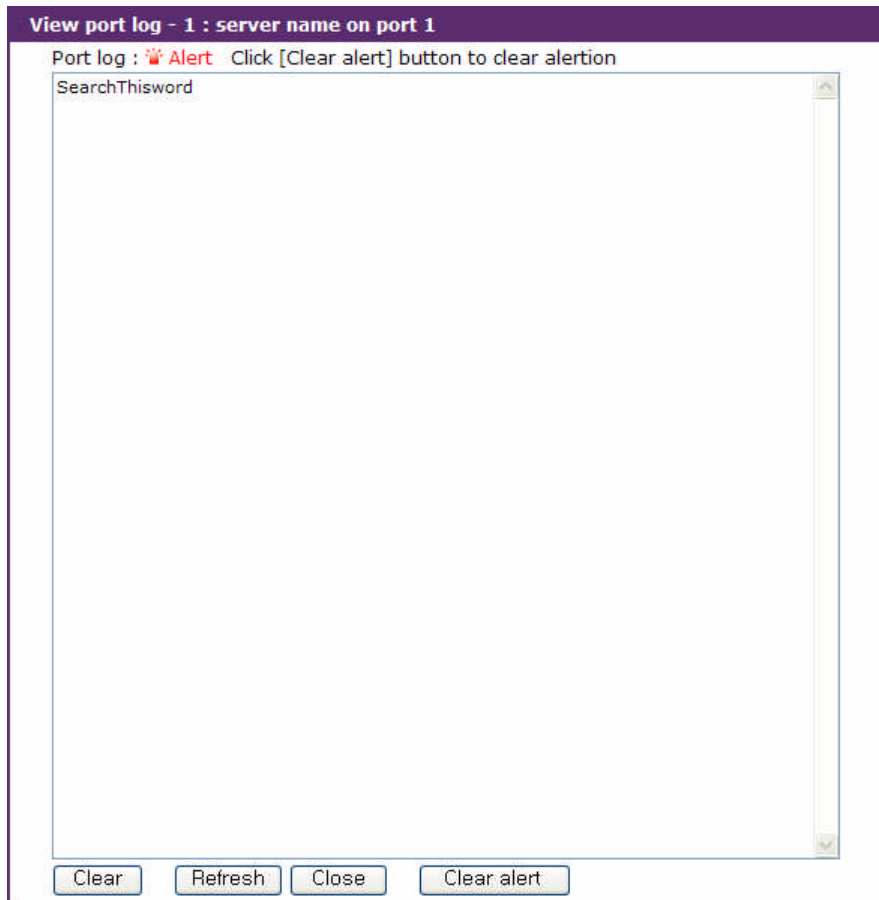 View port log - 1 : server name on port 1
Port log : Alert Click [Clear alert] button to clear alertion
SearchThisword
Clear Refresh Close Clear alert